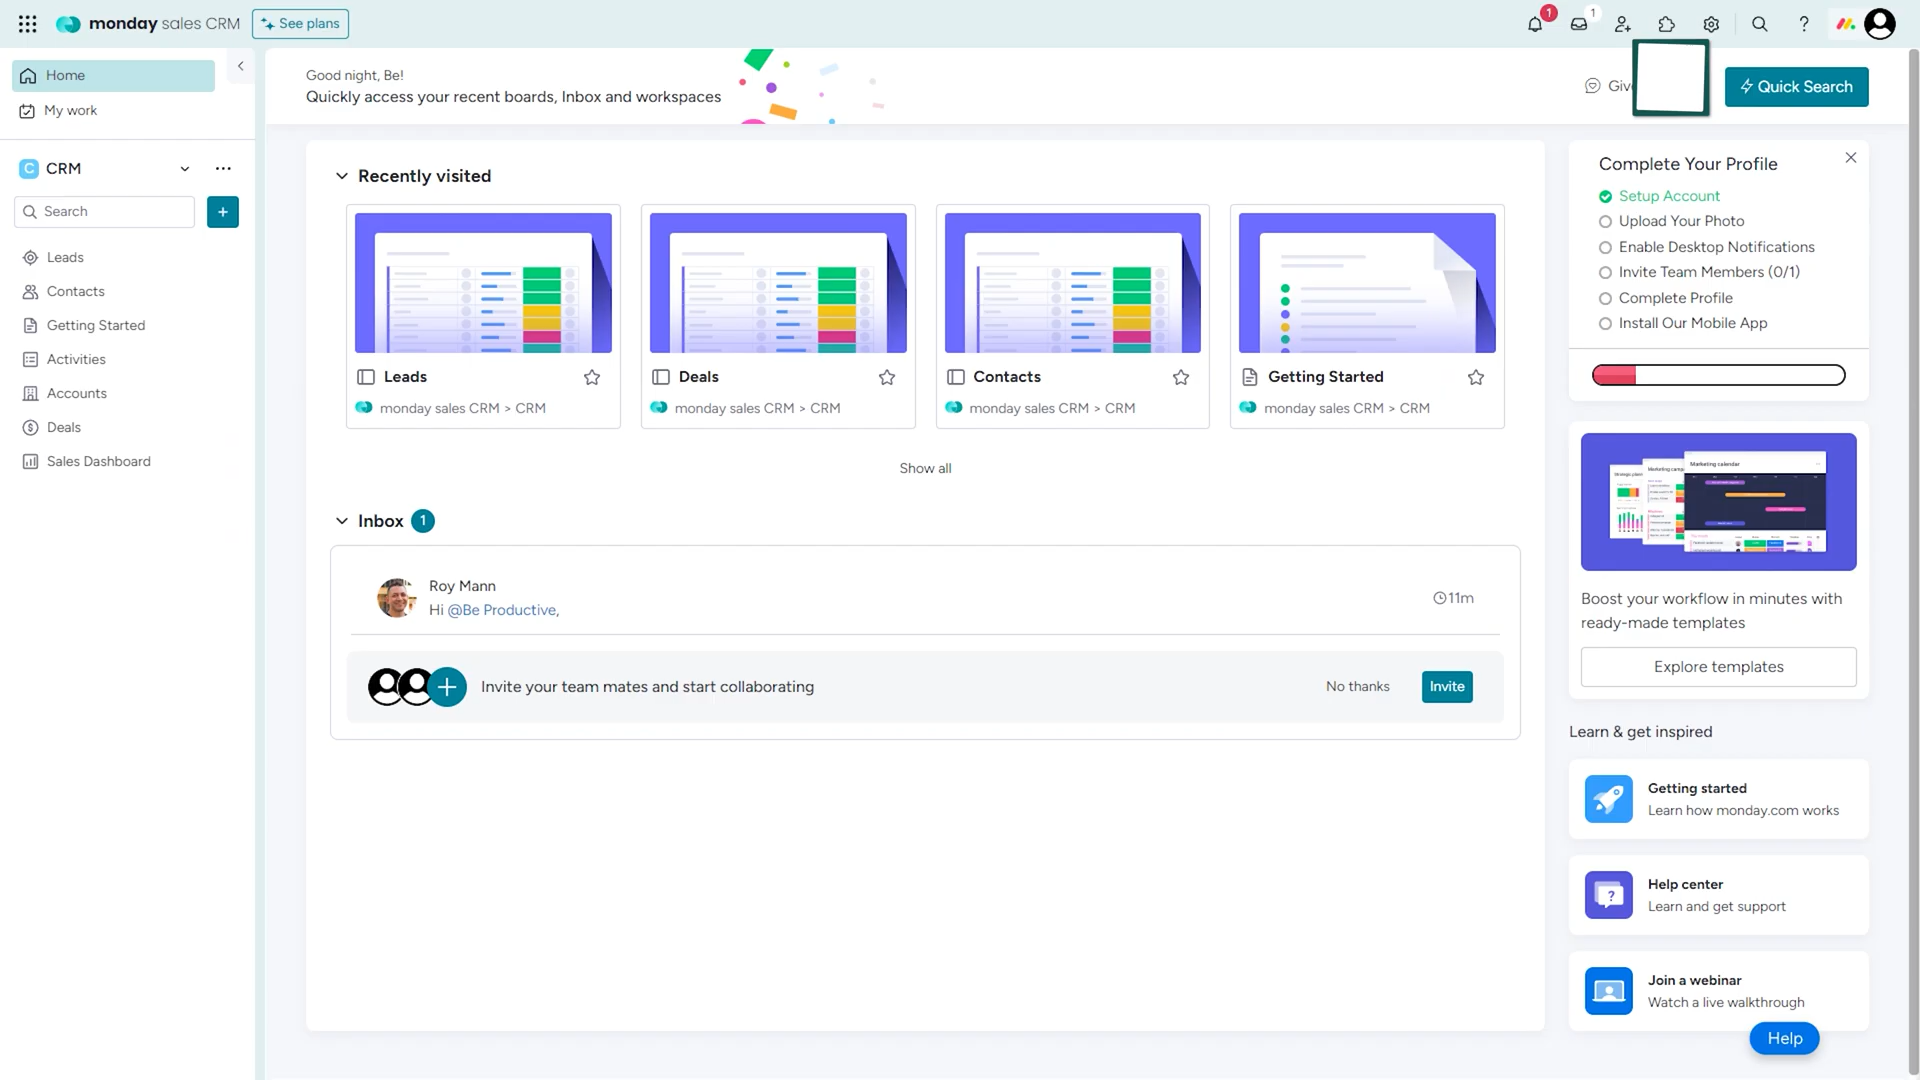 monday sales CRM
See plans
1
1
Home
My work
C CRM
Search
+
Leads
Contacts
Getting Started
Activities
Accounts
Deals
Sales Dashboard
Good night, Be!
Quickly access your recent boards, Inbox and workspaces
Quick Search
Recently visited
Leads
monday sales CRM > CRM
Deals
monday sales CRM > CRM
Contacts
monday sales CRM > CRM
Getting Started
monday sales CRM > CRM
Show all
Inbox 1
Roy Mann
Hi @Be Productive,
11m
Invite your team mates and start collaborating
No thanks
Invite
Complete Your Profile
Setup Account
Upload Your Photo
Enable Desktop Notifications
Invite Team Members (0/1)
Complete Profile
Install Our Mobile App
Marketing calendar
Boost your workflow in minutes with
ready-made templates
Explore templates
Learn & get inspired
Getting started
Learn how monday.com works
Help center
Learn and get support
Join a webinar
Watch a live walkthrough
Help